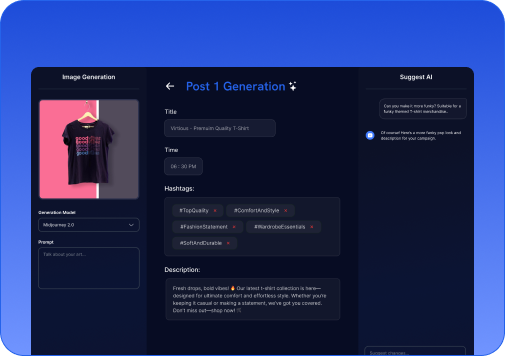 Image Generation
Generation Model
Midjourney 2.0
Prompt
Talk about your art...
Post 1 Generation
Title
Virtious - Premium Quality T-Shirt
Time
06 : 30 PM
Hashtags:
#TopQuality ×
#ComfortAndStyle ×
#FashionStatement ×
#WardrobeEssentials ×
#SoftAndDurable ×
Description:
Fresh drops, bold vibes! 🔥 Our latest t-shirt collection is here—
designed for ultimate comfort and effortless style. Whether you're
keeping it casual or making a statement, we've got you covered.
Don't miss out—shop now! 🛒
Suggest AI
Can you make it more funky? Suitable for a
funky themed T-shirt merchandise.
Of course! Here's a more funky pop look and
description for your campaign.
Suggest changes...